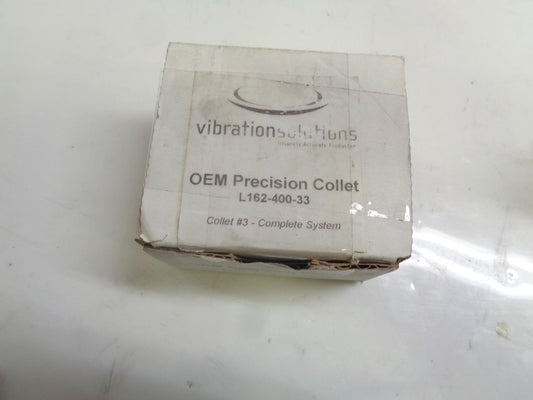 vibrationsolutions
OEM Precision Collet
L162-400-33
Collet #3 - Complete System